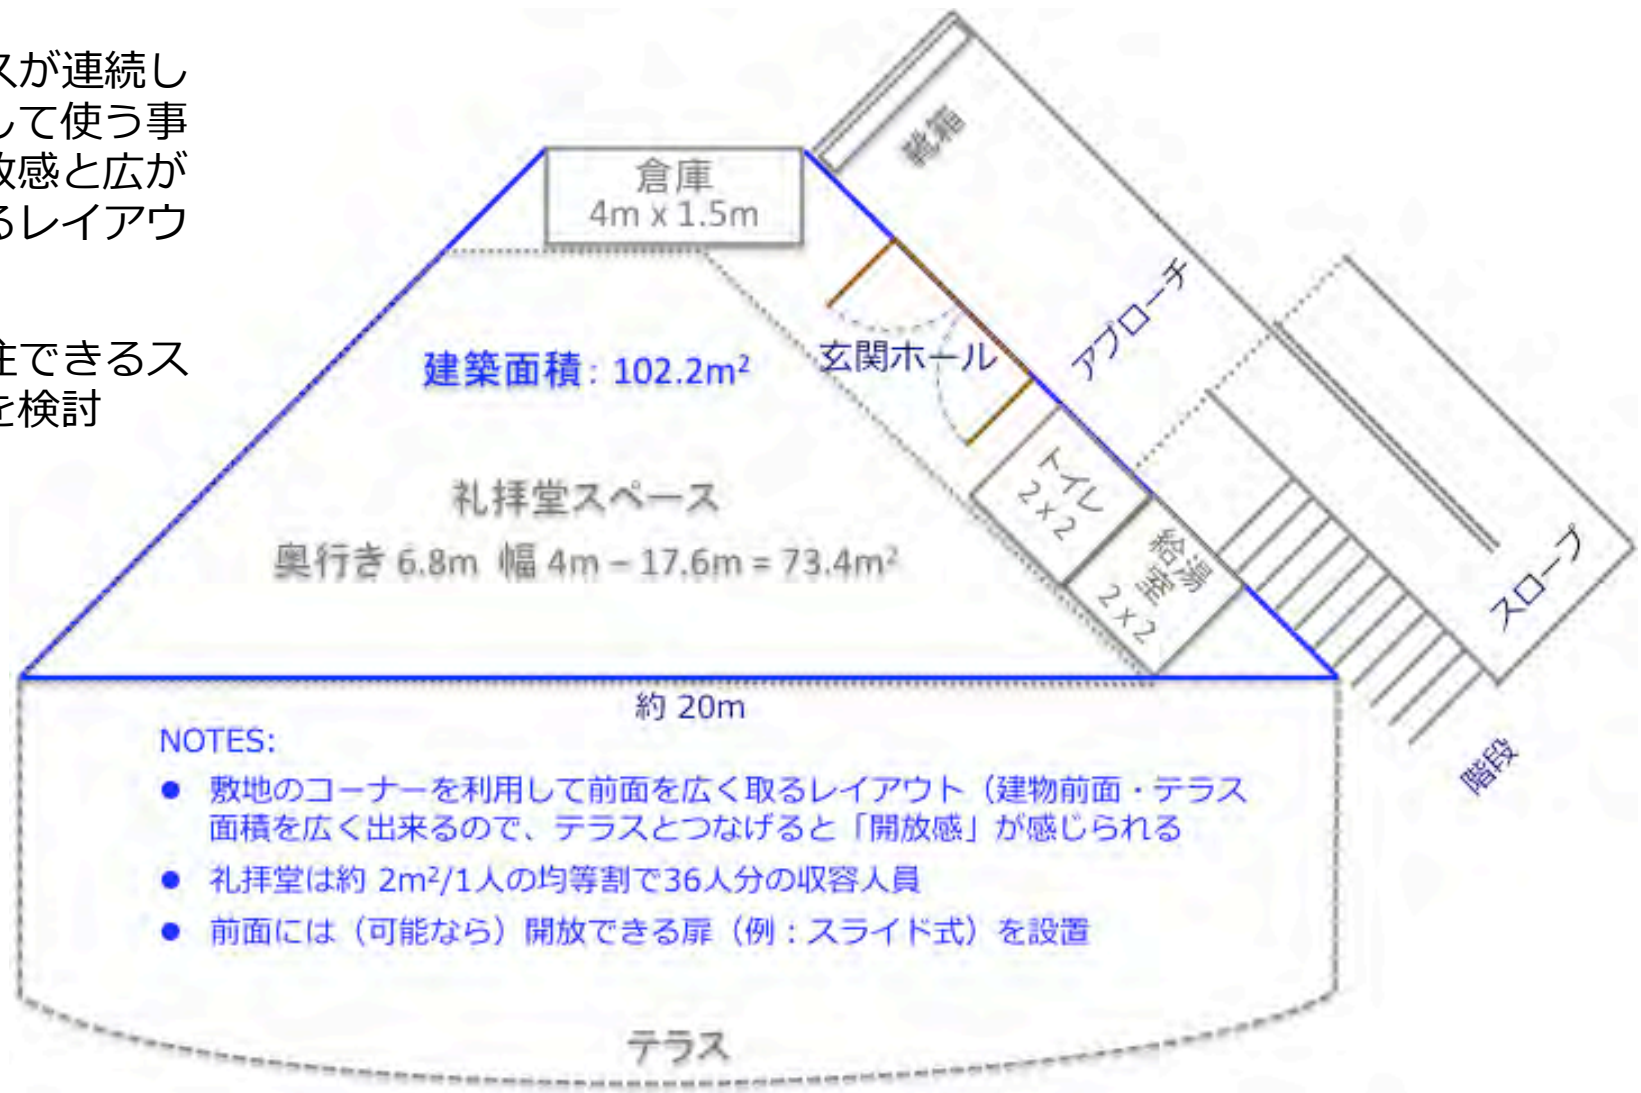 スが連続し
して使う事
放感と広が
るレイアウ
主できるス
を検討
靴箱
倉庫
4m x 1.5m
アプローチ
玄関ホール
建築面積: 102.2m²
トイレ
2 x 2
給湯
室
2 x 2
礼拝堂スペース
奥行き 6.8m 幅 4m – 17.6m = 73.4m²
スロープ
階段
約 20m
NOTES:
● 敷地のコーナーを利用して前面を広く取るレイアウト（建物前面・テラス
面積を広く出来るので、テラスとつなげると「開放感」が感じられる
● 礼拝堂は約 2m²/1人の均等割で36人分の収容人員
● 前面には（可能なら）開放できる扉（例：スライド式）を設置
テラス